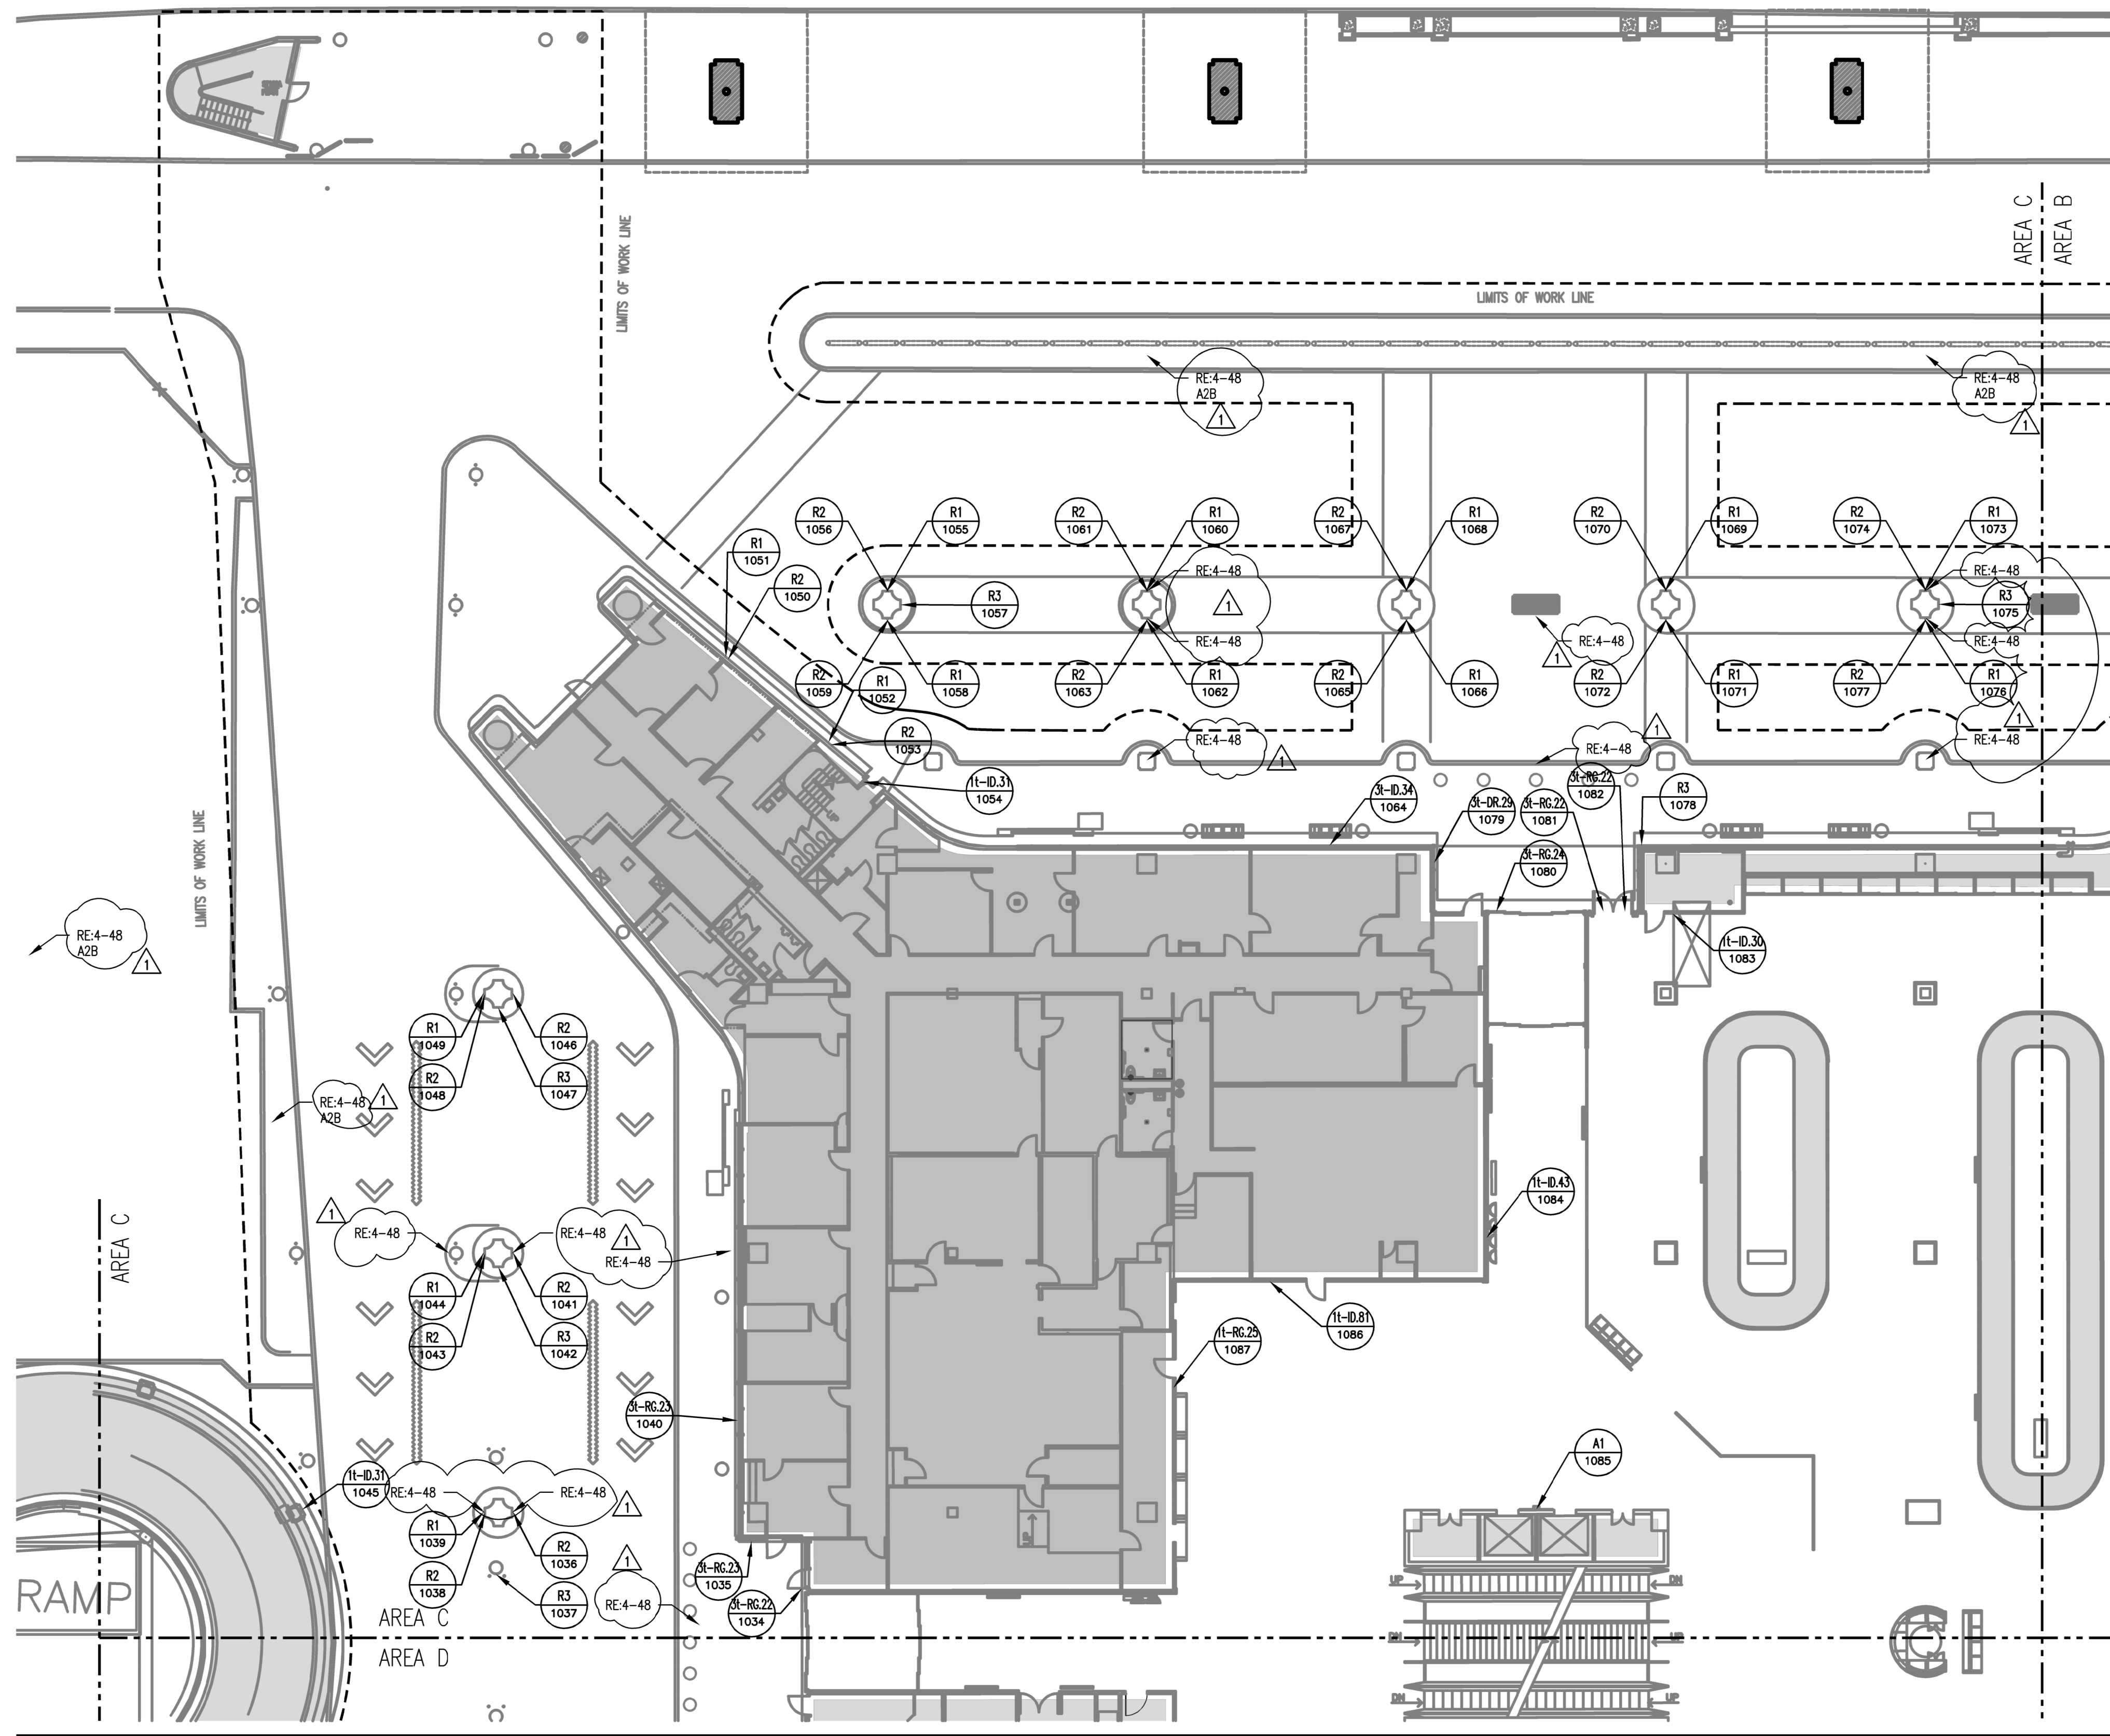 AREA C
AREA B
LIMITS OF WORK LINE
LIMITS OF WORK LINE
RE:4-48
A2B
1
RE:4-48
A2B
1
R2
1056
R1
1055
R2
1061
R1
1060
R2
1067
R1
1068
R2
1070
R1
1069
R2
1074
R1
1073
R1
1051
R2
1050
R3
1057
RE:4-48
1
RE:4-48
RE:4-48
R3
1075
RE:4-48
RE:4-48
1
R2
1059
R1
1052
R1
1058
R2
1063
R1
1062
R2
1065
R1
1066
R2
1072
R1
1071
R2
1077
R1
1076
1
R2
1053
RE:4-48
1
RE:4-48
1
RE:4-48
1t-ID.31
1054
3t-ID.34
1064
3t-DR.29
1079
3t-RG.22
1081
3t-RG.22
1082
R3
1078
3t-RG.24
1080
LIMITS OF WORK LINE
RE:4-48
A2B
1
1t-ID.30
1083
R1
1049
R2
1046
R2
1048
R3
1047
RE:4-48
A2B
1
1t-ID.43
1084
AREA C
1
RE:4-48
RE:4-48
1
RE:4-48
R1
1044
R2
1041
R2
1043
R3
1042
1t-ID.81
1086
1t-RG.25
1087
3t-RG.23
1040
A1
1085
1t-ID.31
1045
RE:4-48
RE:4-48
1
R1
1039
R2
1036
R2
1038
R3
1037
1
RE:4-48
3t-RG.23
1035
3t-RG.22
1034
UP
RAMP
AREA C
AREA D
UP
DN
DN
UP
DN
UP